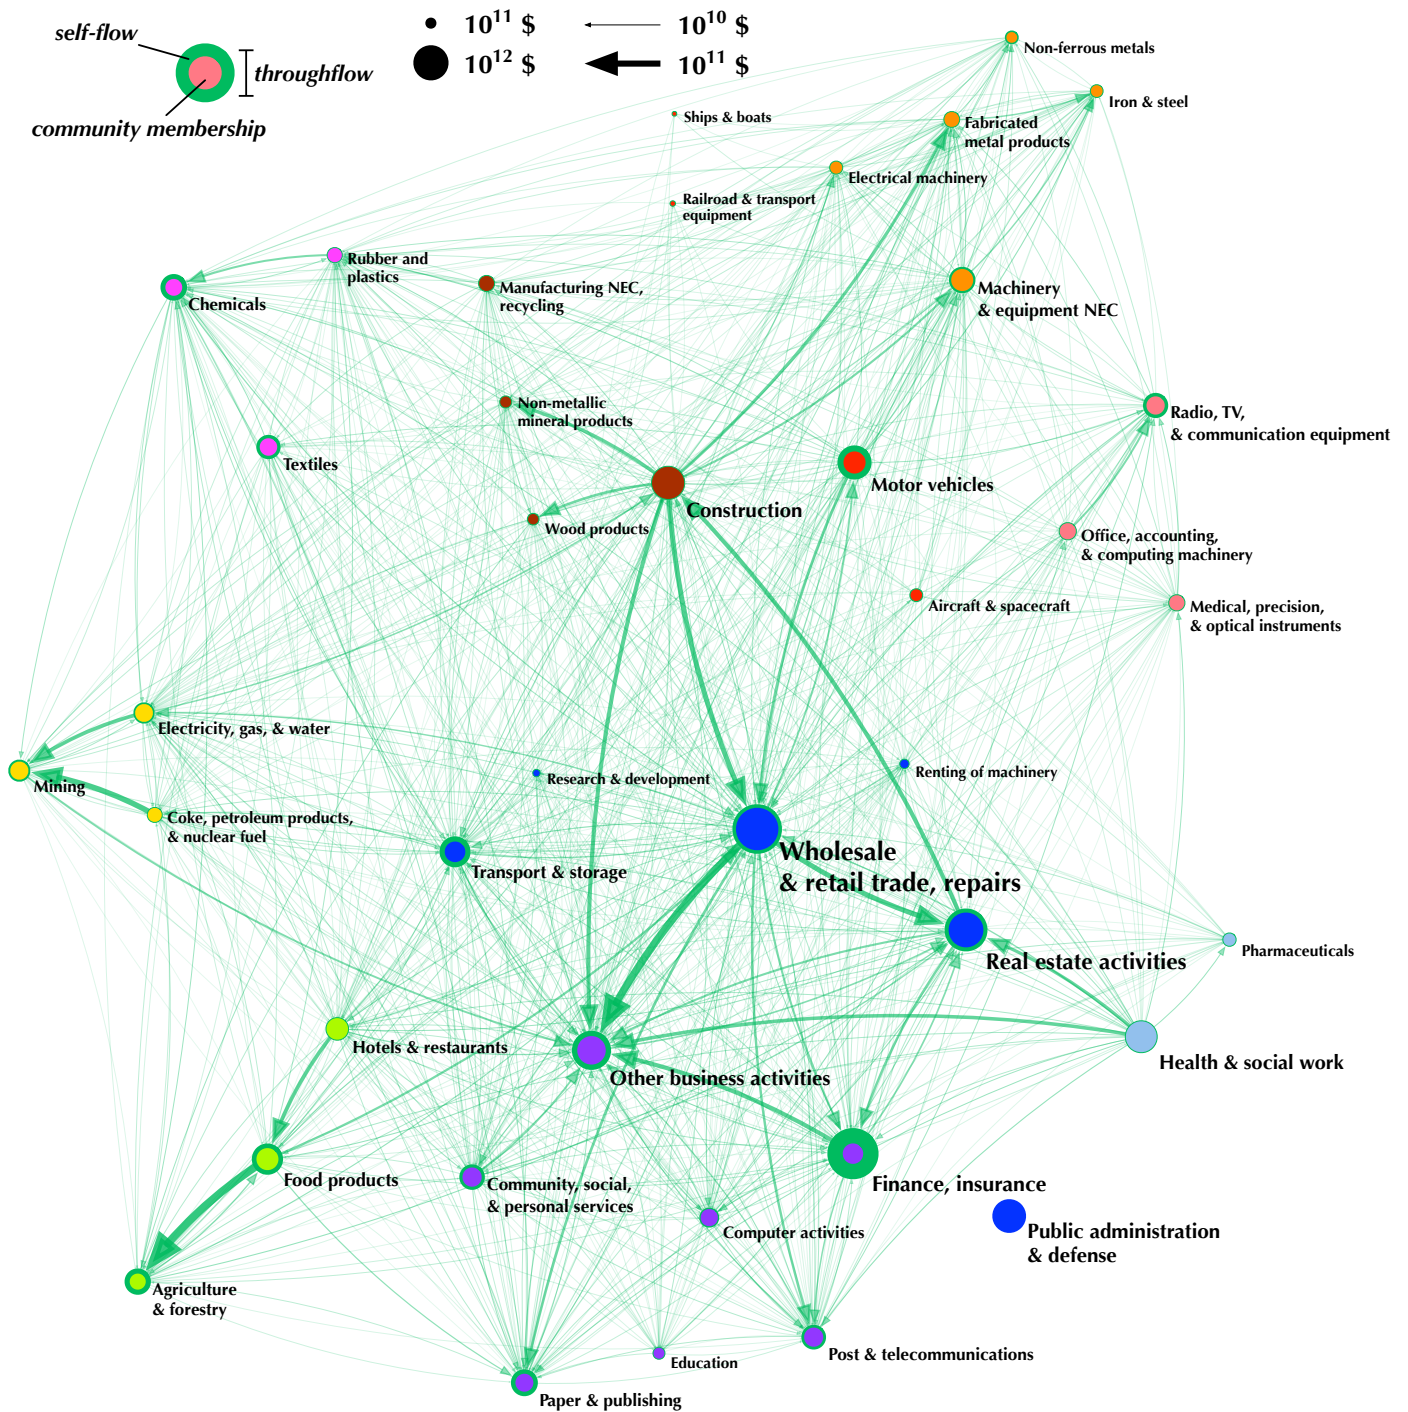 self-flow
throughflow
community membership
10¹¹ $
10¹⁰ $
10¹² $
10¹¹ $
Non-ferrous metals
Iron & steel
Ships & boats
Fabricated
metal products
Electrical machinery
Railroad & transport
equipment
Rubber and
plastics
Chemicals
Manufacturing NEC,
recycling
Machinery
& equipment NEC
Non-metallic
mineral products
Radio, TV,
& communication equipment
Textiles
Motor vehicles
Construction
Wood products
Office, accounting,
& computing machinery
Aircraft & spacecraft
Medical, precision,
& optical instruments
Electricity, gas, & water
Mining
Research & development
Renting of machinery
Coke, petroleum products,
& nuclear fuel
Transport & storage
Wholesale
& retail trade, repairs
Real estate activities
Pharmaceuticals
Hotels & restaurants
Other business activities
Health & social work
Food products
Community, social,
& personal services
Finance, insurance
Computer activities
Public administration
& defense
Agriculture
& forestry
Post & telecommunications
Education
Paper & publishing